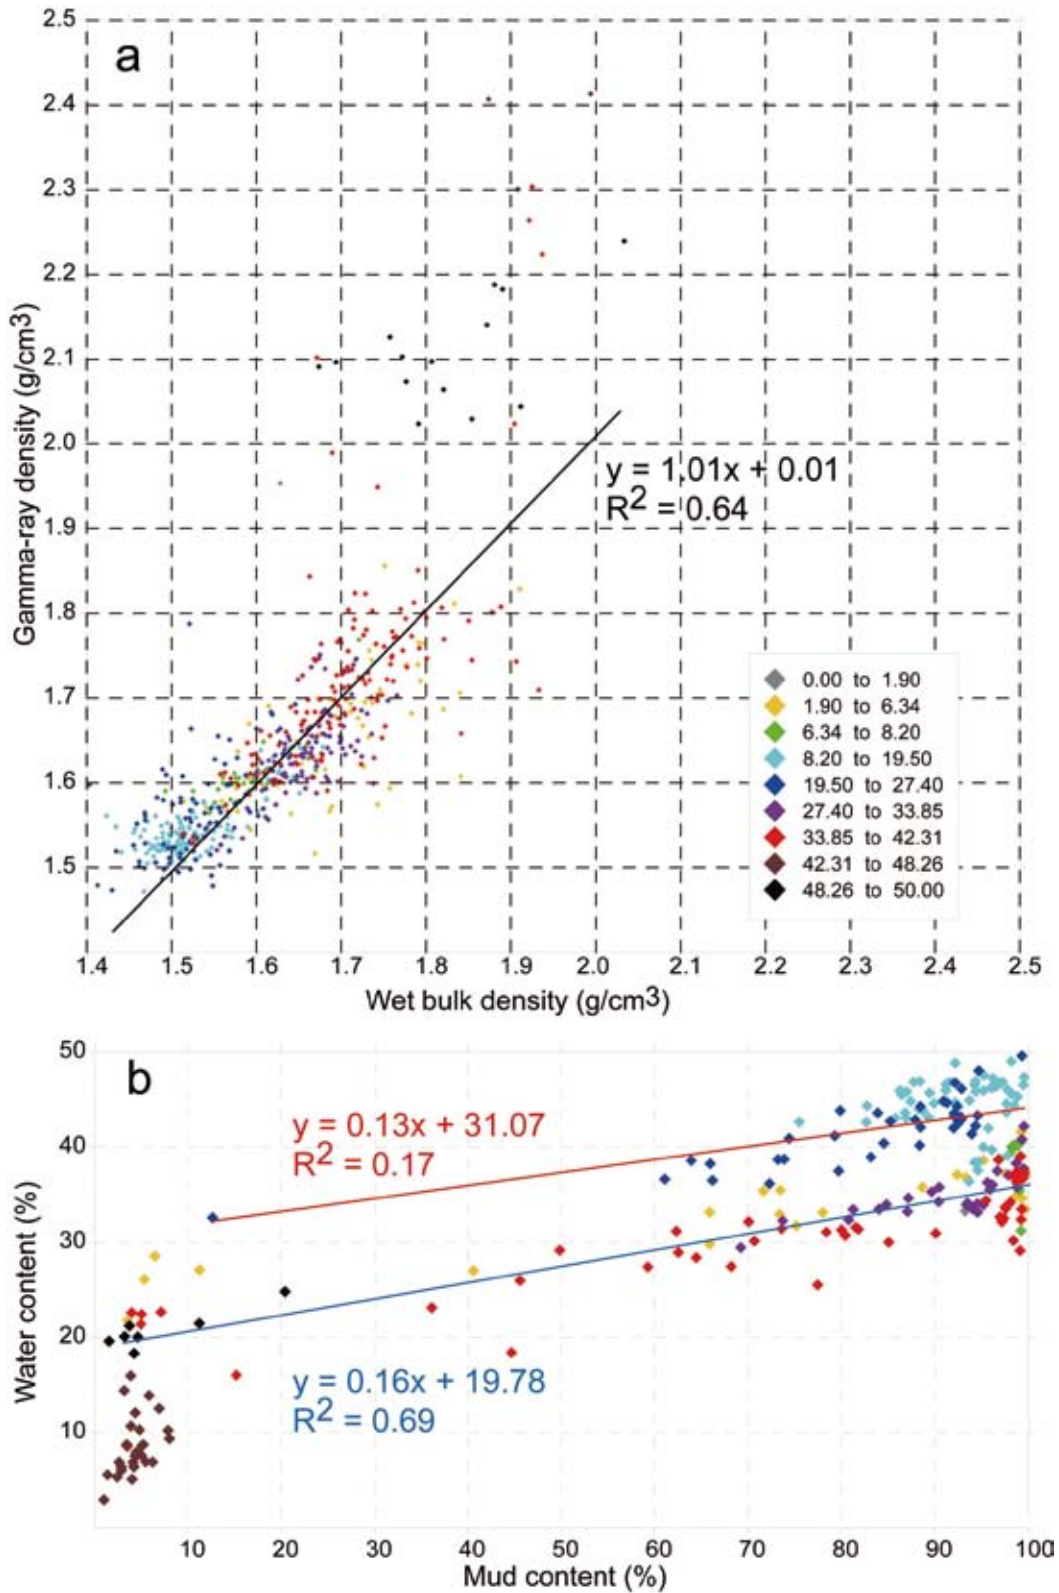 a
2.5
2.4
2.3
2.2
2.1
2.0
1.9
1.8
1.7
1.6
1.5
Gamma-ray density (g/cm3)
y = 1.01x + 0.01
R2 = 0.64
0.00 to 1.90
1.90 to 6.34
6.34 to 8.20
8.20 to 19.50
19.50 to 27.40
27.40 to 33.85
33.85 to 42.31
42.31 to 48.26
48.26 to 50.00
1.4 1.5 1.6 1.7 1.8 1.9 2.0 2.1 2.2 2.3 2.4 2.5
Wet bulk density (g/cm3)
b
50
40
30
20
10
Water content (%)
y = 0.13x + 31.07
R2 = 0.17
y = 0.16x + 19.78
R2 = 0.69
10 20 30 40 50 60 70 80 90 100
Mud content (%)